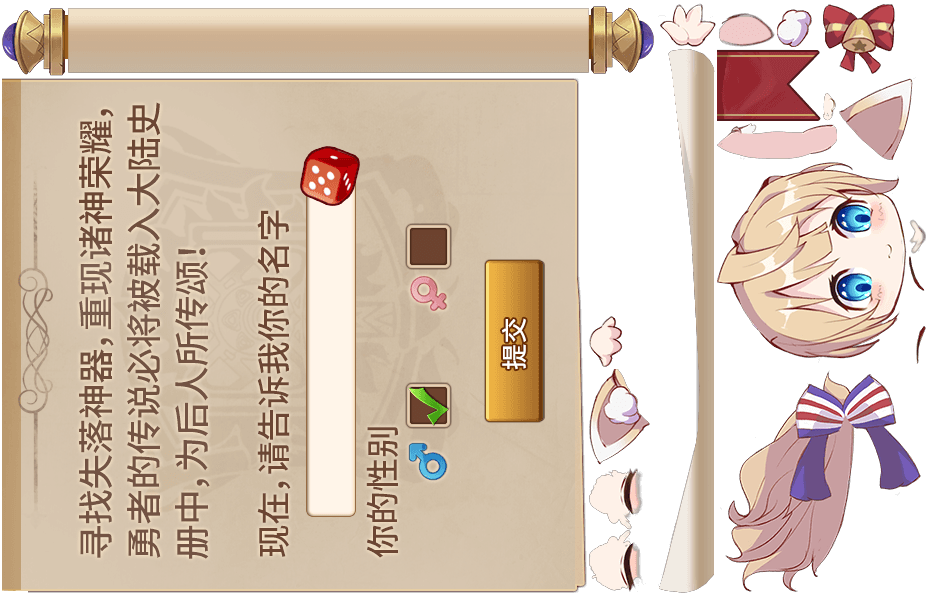 寻找失落神器，重现诸神荣耀，
勇者的传说必将被载入大陆史
册中，为后人所传颂！
现在，请告诉我你的名字
你的性别
提交